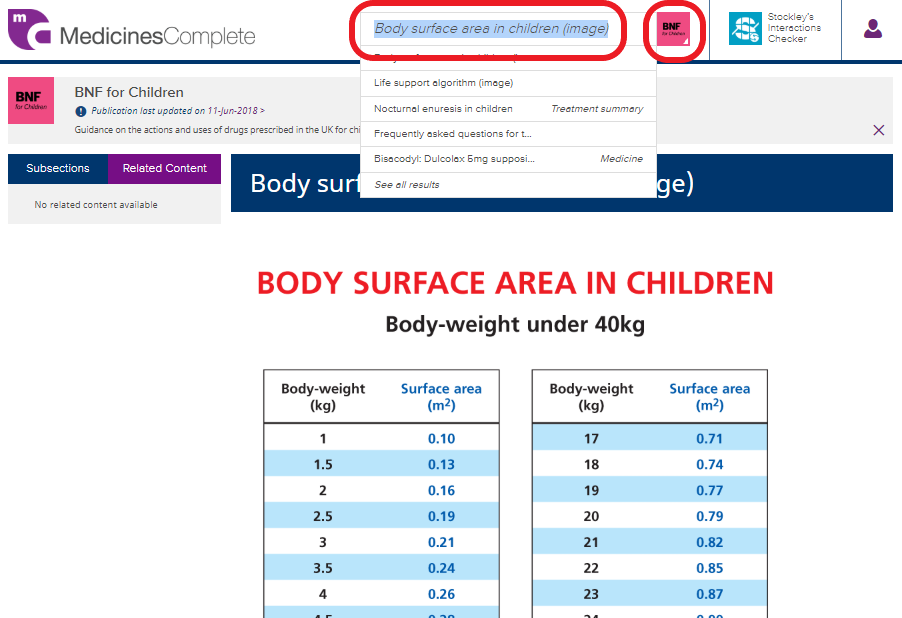 m
MedicinesComplete
Body surface area in children (image)
BNF
for Children
Stockley's
Interactions
Checker
Life support algorithm (image)
Nocturnal enuresis in children Treatment summary
Frequently asked questions for t...
Bisacodyl: Dulcolax 5mg supposi... Medicine
See all results
BNF
for Children
BNF for Children
Publication last updated on 11-Jun-2018 >
Guidance on the actions and uses of drugs prescribed in the UK for chi
Subsections Related Content
No related content available
Body surf ge)
BODY SURFACE AREA IN CHILDREN
Body-weight under 40kg
Body-weight Surface area
(kg) (m²)
1 0.10
1.5 0.13
2 0.16
2.5 0.19
3 0.21
3.5 0.24
4 0.26
Body-weight Surface area
(kg) (m²)
17 0.71
18 0.74
19 0.77
20 0.79
21 0.82
22 0.85
23 0.87